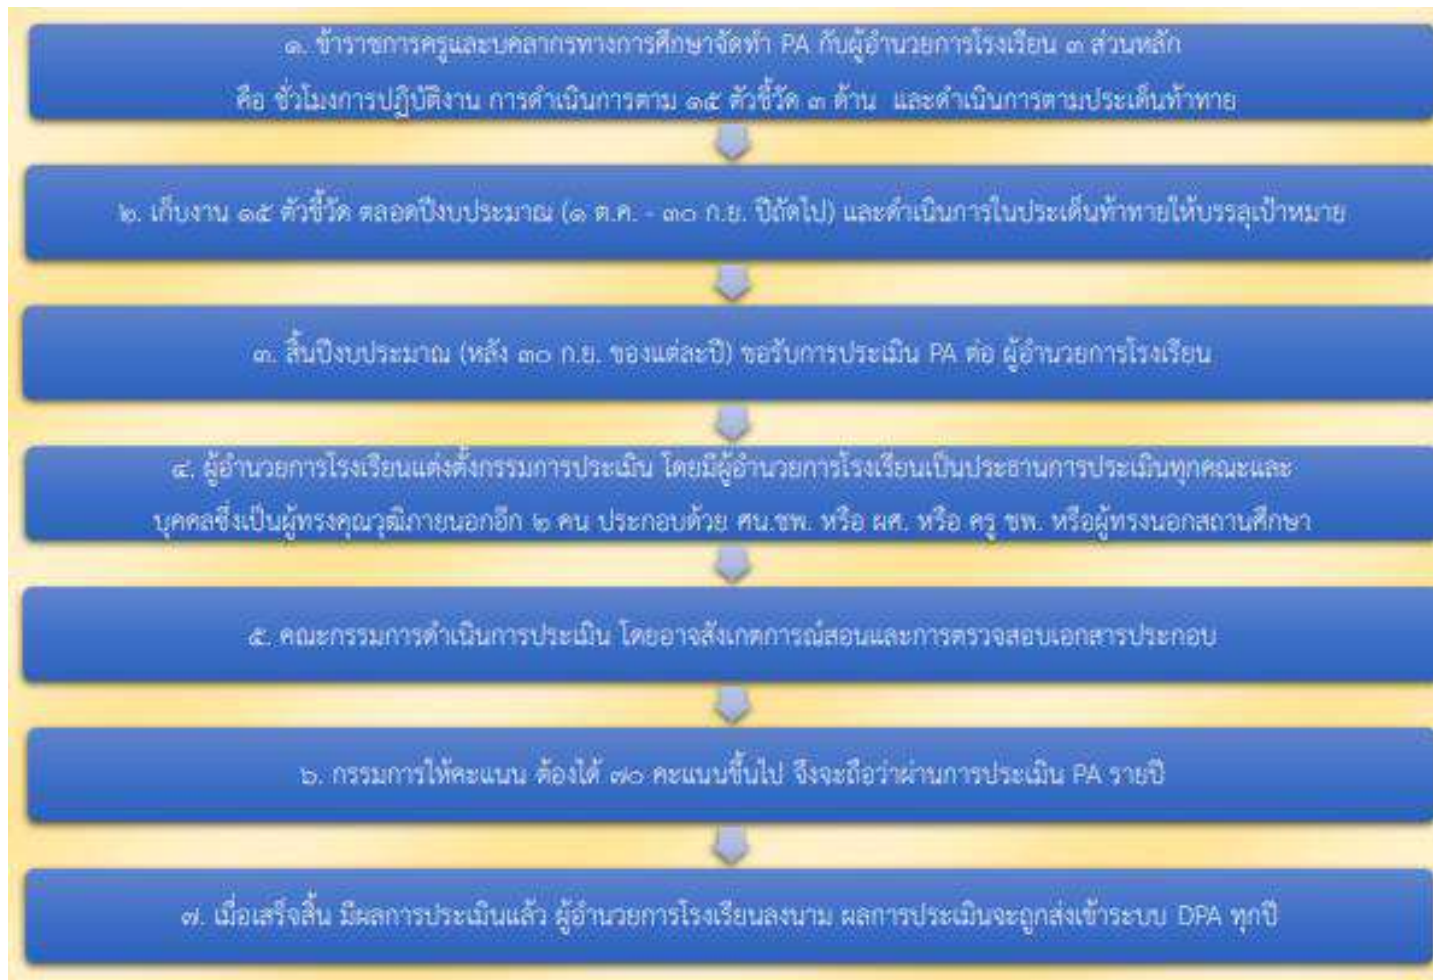 ๑. ข้าราชการครูและบุคลากรทางการศึกษาจัดทำ PA กับผู้อำนวยการโรงเรียน ๓ ส่วนหลัก
คือ ชั่วโมงการปฏิบัติงาน การดำเนินการตาม ๑๕ ตัวชี้วัด ๓ ด้าน และดำเนินการตามประเด็นท้าทาย
๒. เก็บงาน ๑๕ ตัวชี้วัด ตลอดปีงบประมาณ (๑ ต.ค. - ๓๐ ก.ย. ปีถัดไป) และดำเนินการในประเด็นท้าทายให้บรรลุเป้าหมาย
๓. สิ้นปีงบประมาณ (หลัง ๓๐ ก.ย. ของแต่ละปี) ขอรับการประเมิน PA ต่อ ผู้อำนวยการโรงเรียน
๔. ผู้อำนวยการโรงเรียนแต่งตั้งกรรมการประเมิน โดยมีผู้อำนวยการโรงเรียนเป็นประธานการประเมินทุกคณะและ
บุคคลซึ่งเป็นผู้ทรงคุณวุฒิภายนอกอีก ๒ คน ประกอบด้วย ศน.ชพ. หรือ ผศ. หรือ ครู ชพ. หรือผู้ทรงนอกสถานศึกษา
๕. คณะกรรมการดำเนินการประเมิน โดยอาจสังเกตการณ์สอนและการตรวจสอบเอกสารประกอบ
๖. กรรมการให้คะแนน ต้องได้ ๗๐ คะแนนขึ้นไป จึงจะถือว่าผ่านการประเมิน PA รายปี
๗. เมื่อเสร็จสิ้น มีผลการประเมินแล้ว ผู้อำนวยการโรงเรียนลงนาม ผลการประเมินจะถูกส่งเข้าระบบ DPA ทุกปี